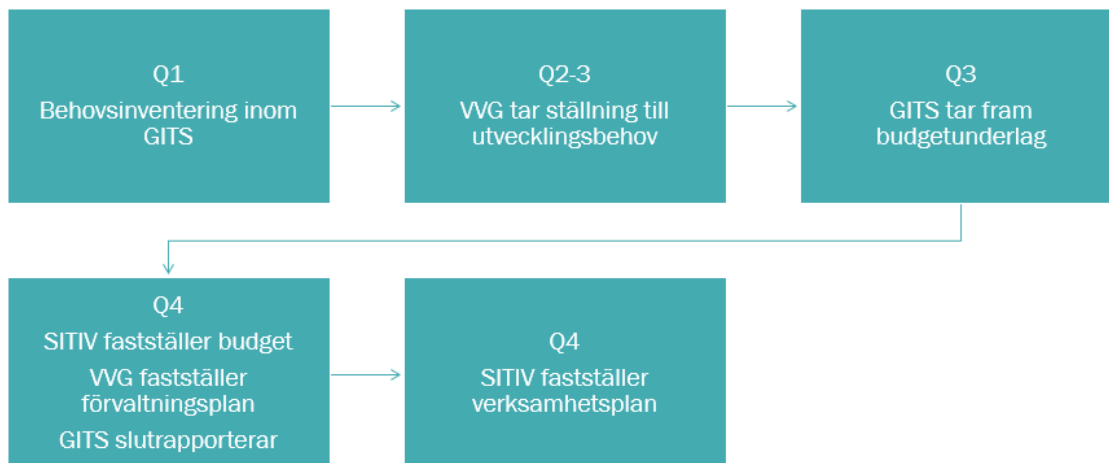 Q1
Behovsinventering inom
GITS
Q2-3
VVG tar ställning till
utvecklingsbehov
Q3
GITS tar fram
budgetunderlag
Q4
SITIV fastställer budget
VVG fastställer
förvaltningsplan
GITS slutrapporterar
Q4
SITIV fastställer
verksamhetsplan